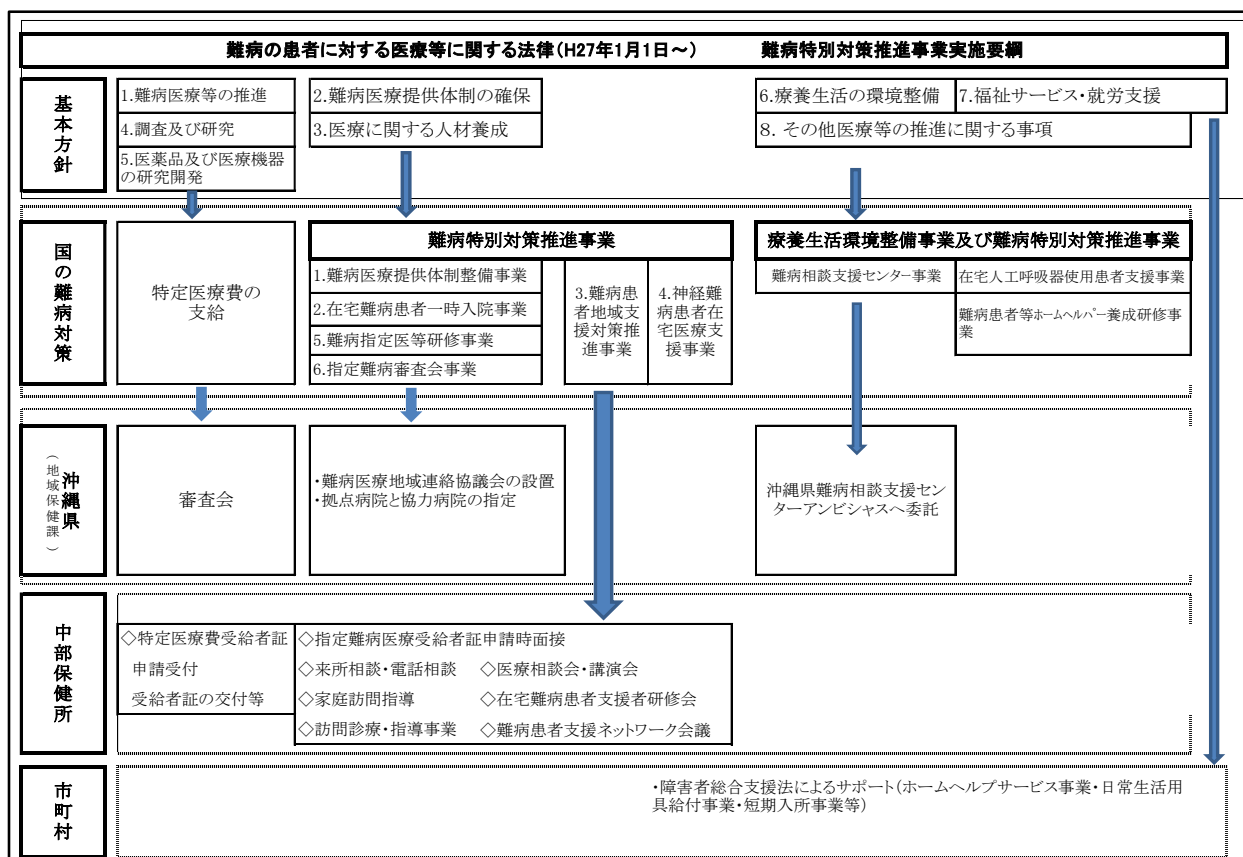 難病の患者に対する医療等に関する法律(H27年1月1日～)　難病特別対策推進事業実施要綱
基本方針
1.難病医療等の推進
4.調査及び研究
5.医薬品及び医療機器
の研究開発
2.難病医療提供体制の確保
3.医療に関する人材養成
6.療養生活の環境整備
7.福祉サービス・就労支援
8. その他医療等の推進に関する事項
国の難病対策
特定医療費の
支給
難病特別対策推進事業
1.難病医療提供体制整備事業
2.在宅難病患者一時入院事業
5.難病指定医等研修事業
6.指定難病審査会事業
3.難病患
者地域支
援対策推
進事業
4.神経難
病患者在
宅医療支
援事業
療養生活環境整備事業及び難病特別対策推進事業
難病相談支援センター事業
在宅人工呼吸器使用患者支援事業
難病患者等ホームヘルパー養成研修事
業
沖縄県
(地域保健課)
審査会
・難病医療地域連絡協議会の設置
・拠点病院と協力病院の指定
沖縄県難病相談支援セン
ターアンビシャスへ委託
中部保健所
◇特定医療費受給者証
申請受付
受給者証の交付等
◇指定難病医療受給者証申請時面接
◇来所相談・電話相談　◇医療相談会・講演会
◇家庭訪問指導　◇在宅難病患者支援者研修会
◇訪問診療・指導事業　◇難病患者支援ネットワーク会議
市町村
・障害者総合支援法によるサポート(ホームヘルプサービス事業・日常生活用
具給付事業・短期入所事業等)